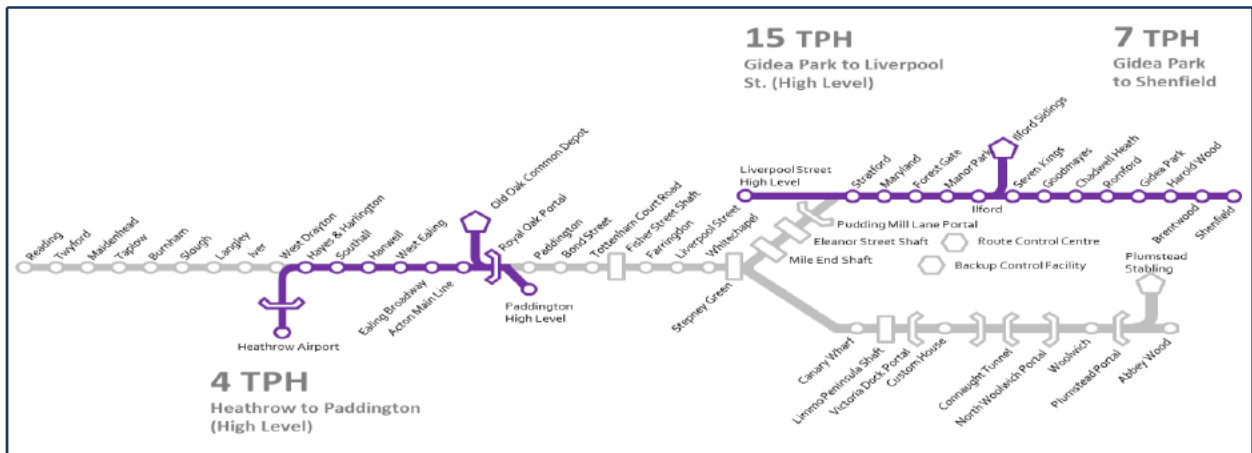 15 TPH
Gidea Park to Liverpool
St. (High Level)
7 TPH
Gidea Park
to Shenfield
Reading
Twyford
Maidenhead
Taplow
Burnham
Slough
Langley
Iver
West Drayton
Hayes & Harlington
Southall
Hanwell
West Ealing
Ealing Broadway
Acton Main Line
Old Oak Common Depot
Royal Oak Portal
Heathrow Airport
Paddington
High Level
Paddington
Bond Street
Tottenham Court Road
Fisher Street Shaft
Farringdon
Liverpool Street
Whitechapel
Stepney Green
Liverpool Street
High Level
Stratford
Maryland
Forest Gate
Manor Park
Ilford
Ilford Sidings
Seven Kings
Goodmayes
Chadwell Heath
Romford
Gidea Park
Harold Wood
Brentwood
Shenfield
Pudding Mill Lane Portal
Eleanor Street Shaft
Mile End Shaft
Route Control Centre
Backup Control Facility
Plumstead
Stabling
Canary Wharf
Limmo Peninsula Shaft
Victoria Dock Portal
Custom House
Connaught Tunnel
North Woolwich Portal
Woolwich
Plumstead Portal
Abbey Wood
4 TPH
Heathrow to Paddington
(High Level)